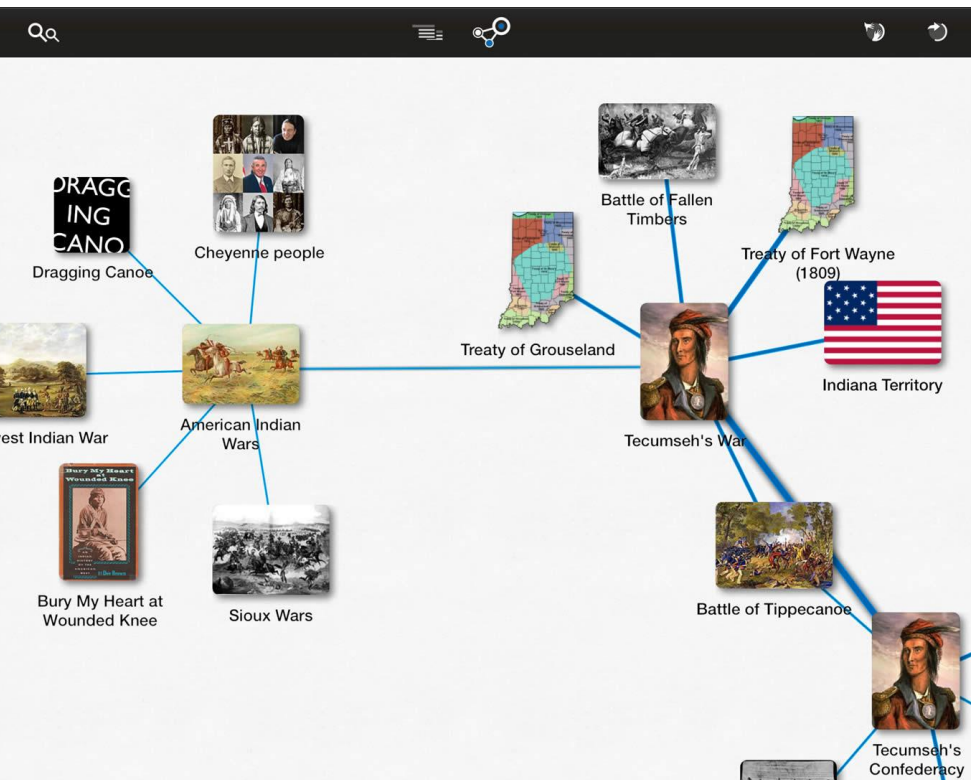 DRAGG
ING
CANO
Dragging Canoe
Cheyenne people
Battle of Fallen
Timbers
Treaty of Fort Wayne
(1809)
Treaty of Grouseland
Indiana Territory
est Indian War
American Indian
Wars
Tecumseh's War
Bury My Heart
at
Wounded Knee
Bury My Heart at
Wounded Knee
Sioux Wars
Battle of Tippecanoe
Tecumseh's
Confederacy